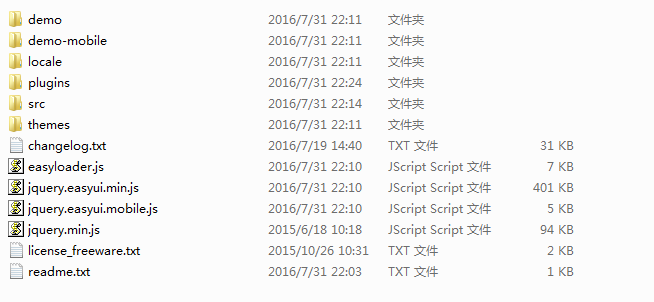 demo 2016/7/31 22:11 文件夹
demo-mobile 2016/7/31 22:11 文件夹
locale 2016/7/31 22:11 文件夹
plugins 2016/7/31 22:24 文件夹
src 2016/7/31 22:14 文件夹
themes 2016/7/31 22:11 文件夹
changelog.txt 2016/7/19 14:40 TXT 文件 31 KB
easyloader.js 2016/7/31 22:10 JScript Script 文件 7 KB
jquery.easyui.min.js 2016/7/31 22:10 JScript Script 文件 401 KB
jquery.easyui.mobile.js 2016/7/31 22:10 JScript Script 文件 5 KB
jquery.min.js 2015/6/18 10:18 JScript Script 文件 94 KB
license_freeware.txt 2015/10/26 10:31 TXT 文件 2 KB
readme.txt 2016/7/31 22:03 TXT 文件 1 KB